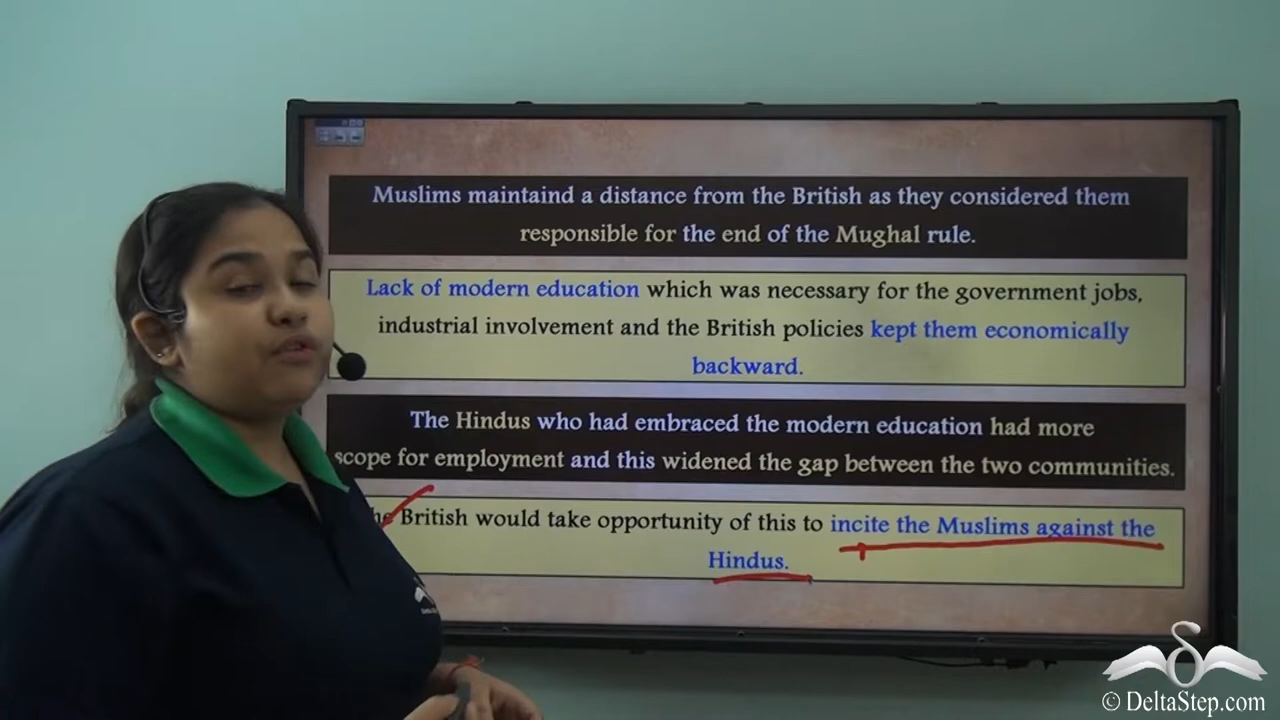 Muslims maintaind a distance from the British as they considered them
responsible for the end of the Mughal rule.
Lack of modern education which was necessary for the government jobs,
industrial involvement and the British policies kept them economically
backward.
The Hindus who had embraced the modern education had more
scope for employment and this widened the gap between the two communities.
he British would take opportunity of this to incite the Muslims against the
Hindus.
© DeltaStep.com